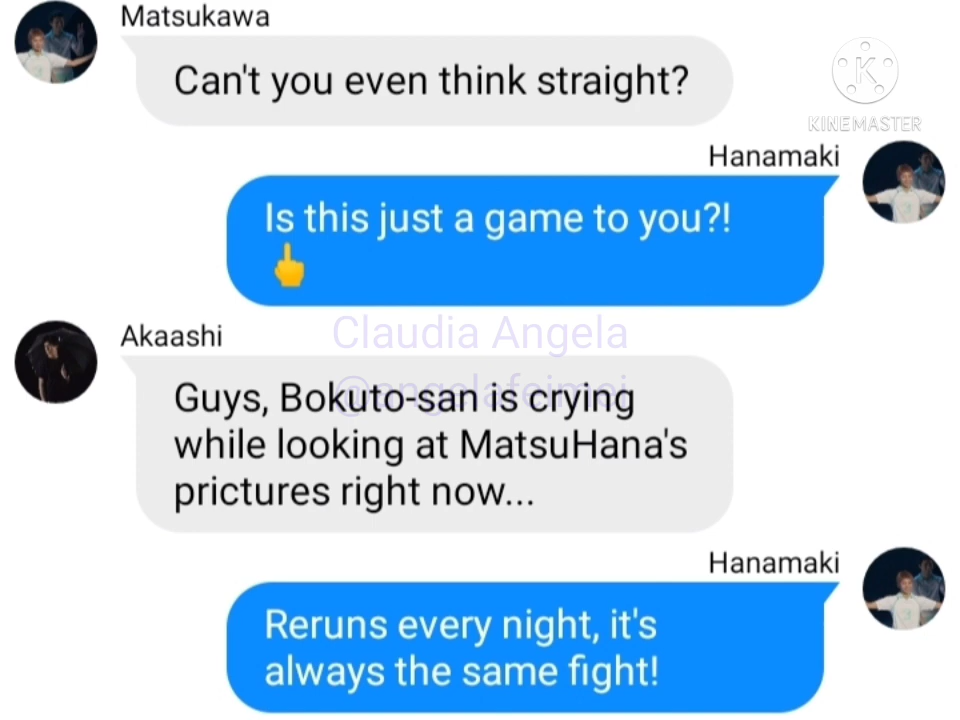 Matsukawa
Can't you even think straight?
KINEMASTER
Hanamaki
Is this just a game to you?!
🖕
Claudia Angela
@angelafeimei
Akaashi
Guys, Bokuto-san is crying
while looking at MatsuHana's
prictures right now...
Hanamaki
Reruns every night, it's
always the same fight!